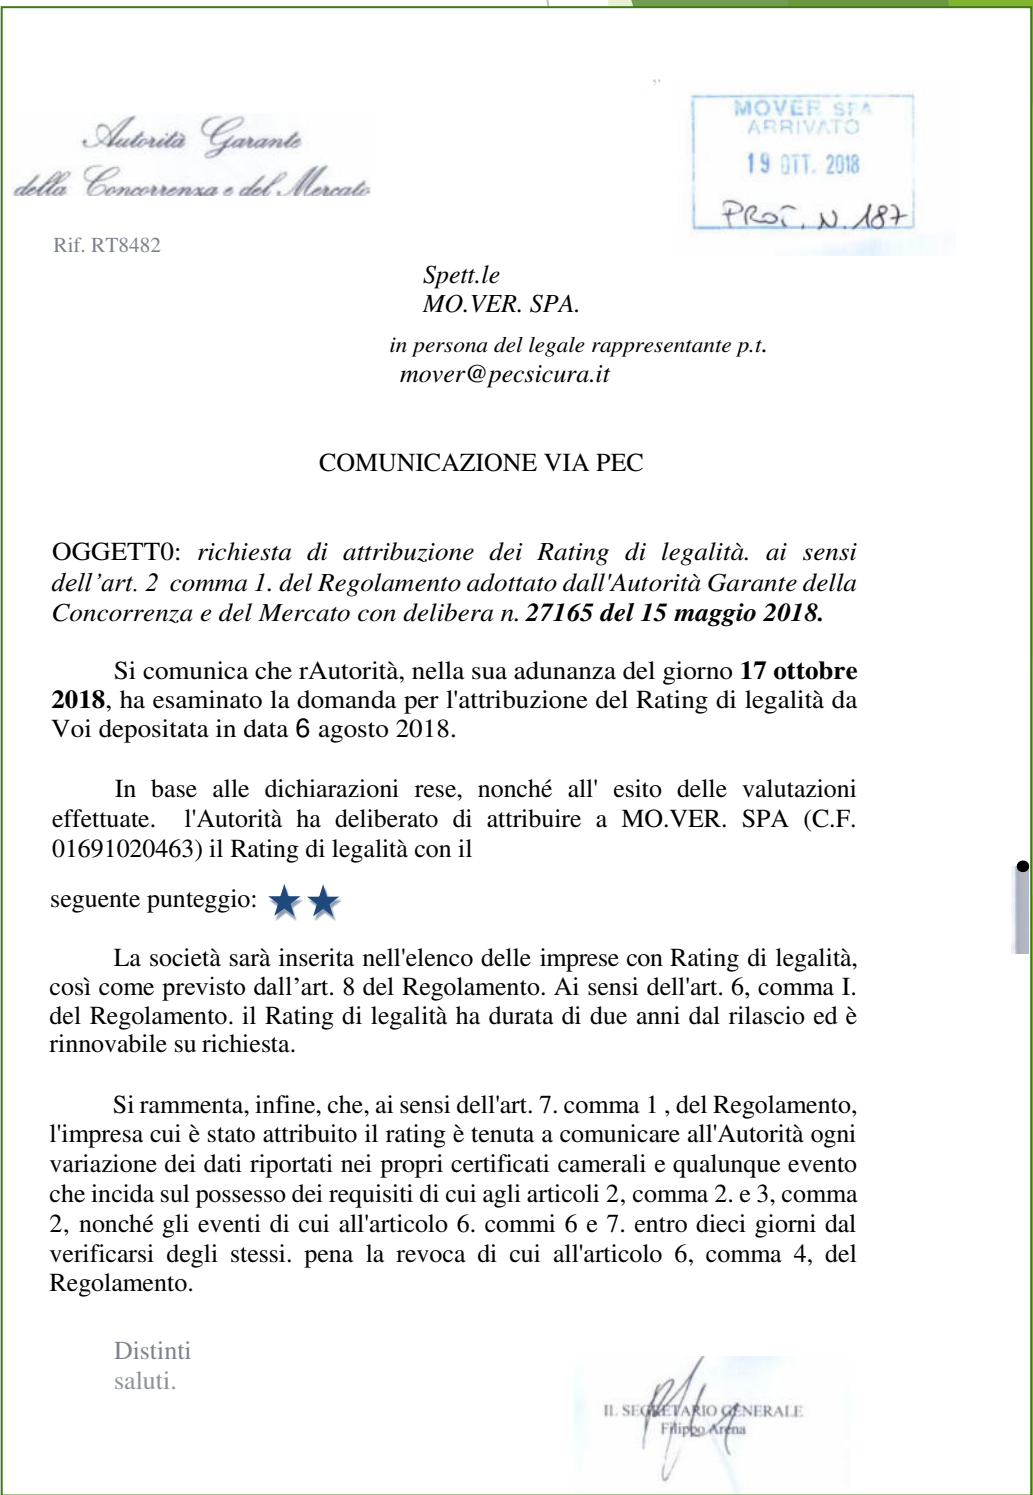 Autorità Garante
della Concorrenza e del Mercato
MOVER SPA
ARRIVATO
19 OTT. 2018
PROT. N. 187
Rif. RT8482
Spett.le
MO.VER. SPA.
in persona del legale rappresentante p.t.
mover@pecsicura.it
COMUNICAZIONE VIA PEC
OGGETT0: richiesta di attribuzione dei Rating di legalità. ai sensi
dell’art. 2 comma 1. del Regolamento adottato dall'Autorità Garante della
Concorrenza e del Mercato con delibera n. 27165 del 15 maggio 2018.
Si comunica che rAutorità, nella sua adunanza del giorno 17 ottobre
2018, ha esaminato la domanda per l'attribuzione del Rating di legalità da
Voi depositata in data 6 agosto 2018.
In base alle dichiarazioni rese, nonché all' esito delle valutazioni
effettuate. l'Autorità ha deliberato di attribuire a MO.VER. SPA (C.F.
01691020463) il Rating di legalità con il
seguente punteggio:
La società sarà inserita nell'elenco delle imprese con Rating di legalità,
così come previsto dall’art. 8 del Regolamento. Ai sensi dell'art. 6, comma I.
del Regolamento. il Rating di legalità ha durata di due anni dal rilascio ed è
rinnovabile su richiesta.
Si rammenta, infine, che, ai sensi dell'art. 7. comma 1 , del Regolamento,
l'impresa cui è stato attribuito il rating è tenuta a comunicare all'Autorità ogni
variazione dei dati riportati nei propri certificati camerali e qualunque evento
che incida sul possesso dei requisiti di cui agli articoli 2, comma 2. e 3, comma
2, nonché gli eventi di cui all'articolo 6. commi 6 e 7. entro dieci giorni dal
verificarsi degli stessi. pena la revoca di cui all'articolo 6, comma 4, del
Regolamento.
Distinti
saluti.
IL SEGRETARIO GENERALE
Filippo Arena